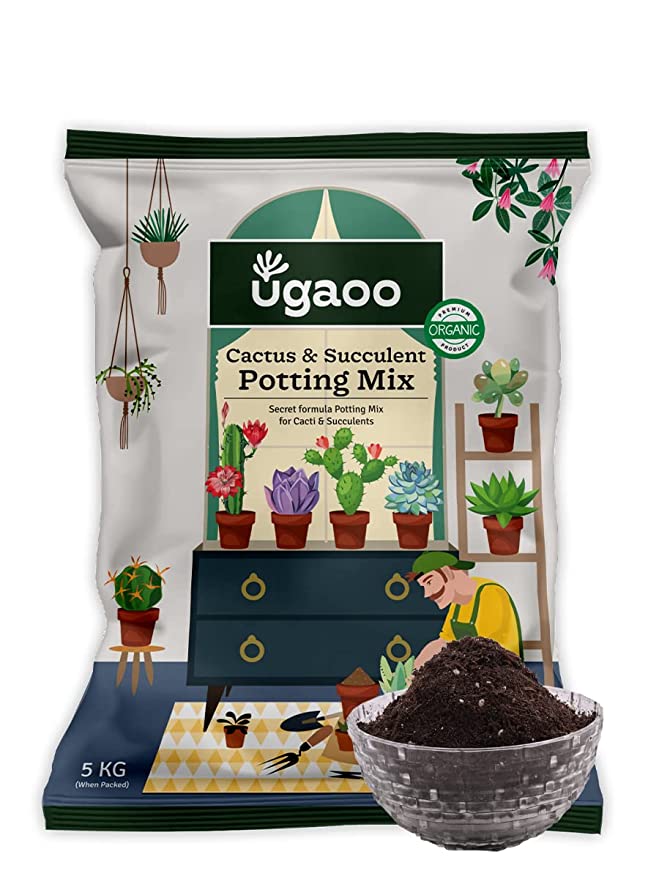 ugaoo
PREMIUM
ORGANIC
PRODUCT
Cactus & Succulent
Potting Mix
Secret formula Potting Mix
for Cacti & Succulents
5 KG
(When Packed)